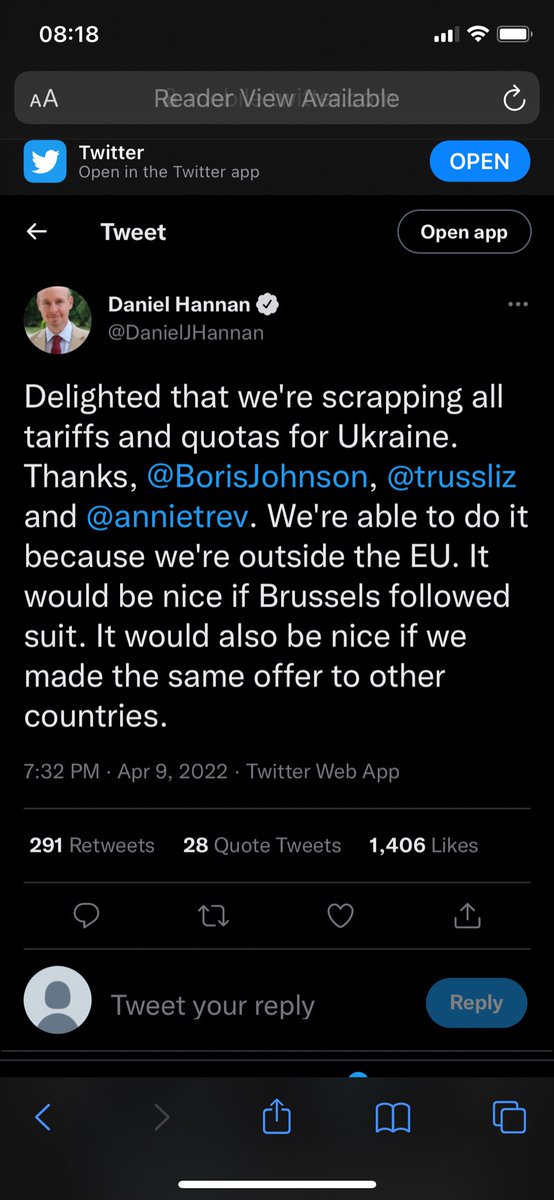 08:18
AA
Reader View Available
Twitter
Open in the Twitter app
OPEN
Tweet
Open app
Daniel Hannan
@DanielJHannan
Delighted that we're scrapping all
tariffs and quotas for Ukraine.
Thanks, @BorisJohnson, @trussliz
and @annietrev. We're able to do it
because we're outside the EU. It
would be nice if Brussels followed
suit. It would also be nice if we
made the same offer to other
countries.
7:32 PM · Apr 9, 2022 · Twitter Web App
291 Retweets 28 Quote Tweets 1,406 Likes
Tweet your reply
Reply